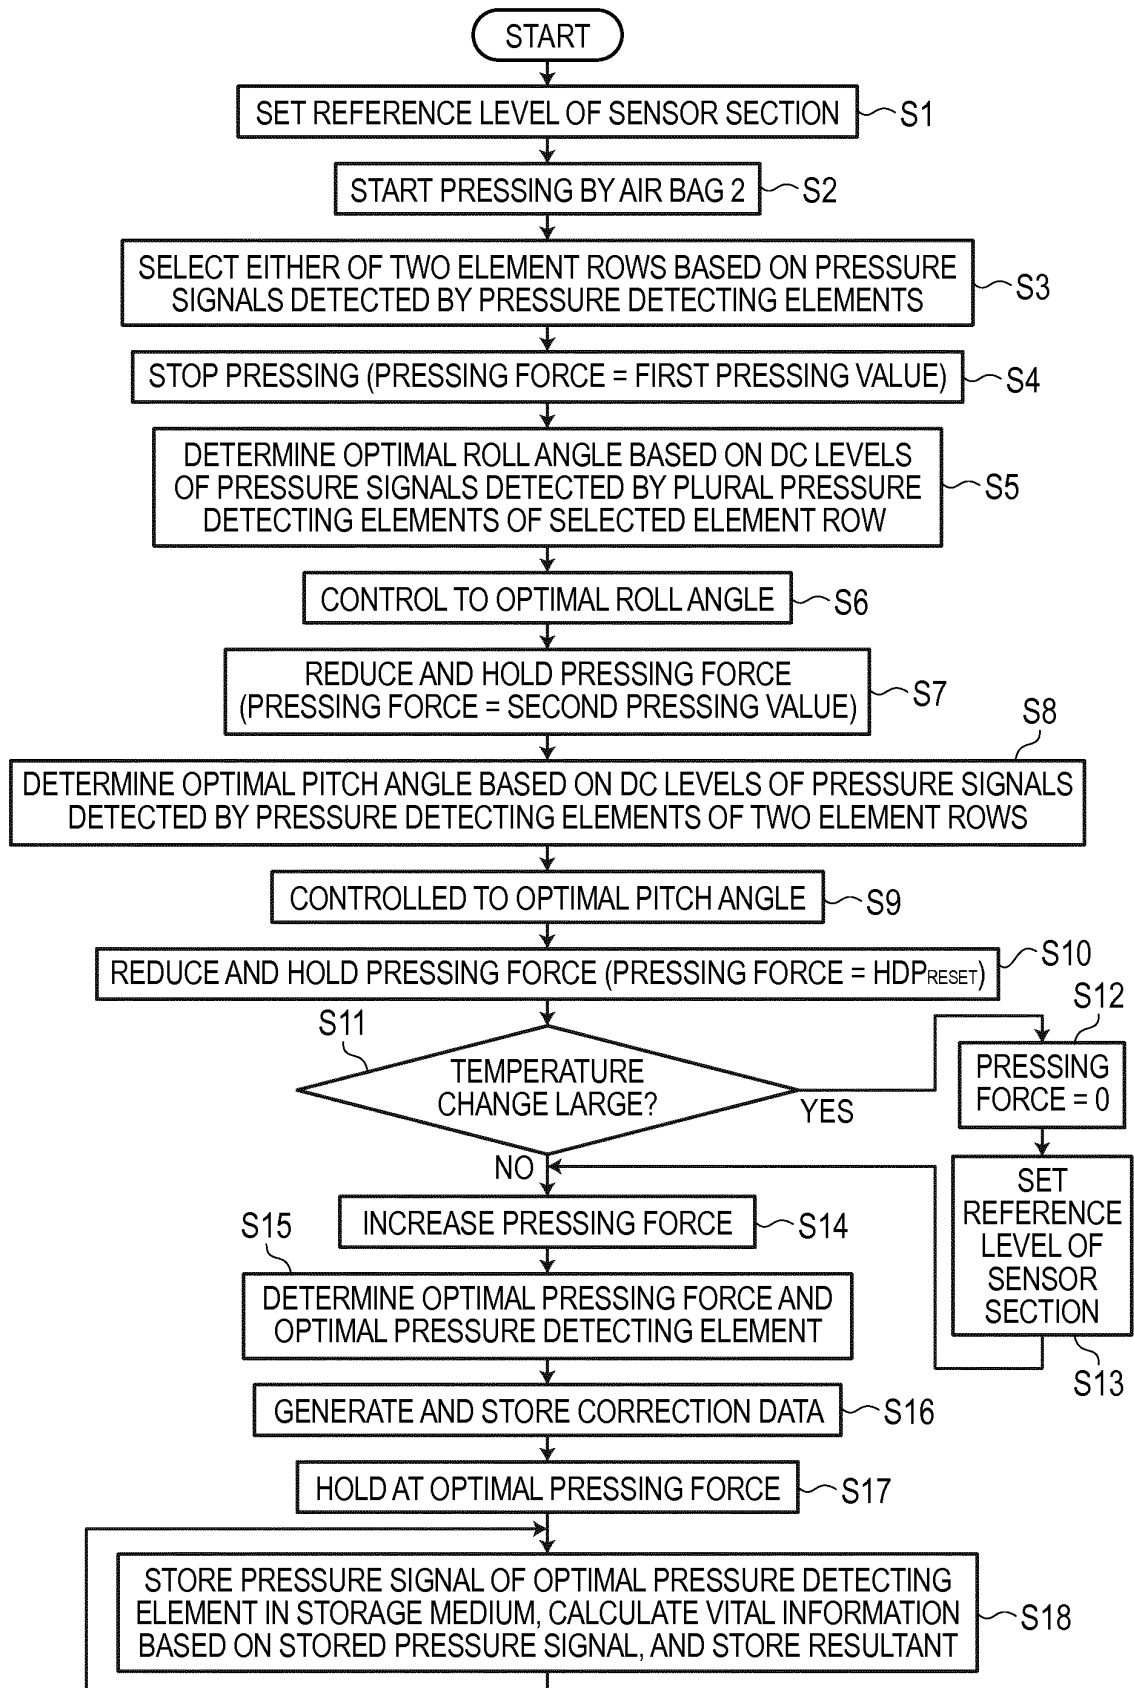 START
SET REFERENCE LEVEL OF SENSOR SECTION
S1
START PRESSING BY AIR BAG 2
S2
SELECT EITHER OF TWO ELEMENT ROWS BASED ON PRESSURE
SIGNALS DETECTED BY PRESSURE DETECTING ELEMENTS
S3
STOP PRESSING (PRESSING FORCE = FIRST PRESSING VALUE)
S4
DETERMINE OPTIMAL ROLL ANGLE BASED ON DC LEVELS
OF PRESSURE SIGNALS DETECTED BY PLURAL PRESSURE
DETECTING ELEMENTS OF SELECTED ELEMENT ROW
S5
CONTROL TO OPTIMAL ROLL ANGLE
S6
REDUCE AND HOLD PRESSING FORCE
(PRESSING FORCE = SECOND PRESSING VALUE)
S7
S8
DETERMINE OPTIMAL PITCH ANGLE BASED ON DC LEVELS OF PRESSURE SIGNALS
DETECTED BY PRESSURE DETECTING ELEMENTS OF TWO ELEMENT ROWS
CONTROLLED TO OPTIMAL PITCH ANGLE
S9
REDUCE AND HOLD PRESSING FORCE (PRESSING FORCE = HDPRESET)
S10
S11
TEMPERATURE
CHANGE LARGE?
YES
NO
S12
PRESSING
FORCE = 0
SET
REFERENCE
LEVEL OF
SENSOR
SECTION
S13
INCREASE PRESSING FORCE
S14
S15
DETERMINE OPTIMAL PRESSING FORCE AND
OPTIMAL PRESSURE DETECTING ELEMENT
GENERATE AND STORE CORRECTION DATA
S16
HOLD AT OPTIMAL PRESSING FORCE
S17
STORE PRESSURE SIGNAL OF OPTIMAL PRESSURE DETECTING
ELEMENT IN STORAGE MEDIUM, CALCULATE VITAL INFORMATION
BASED ON STORED PRESSURE SIGNAL, AND STORE RESULTANT
S18